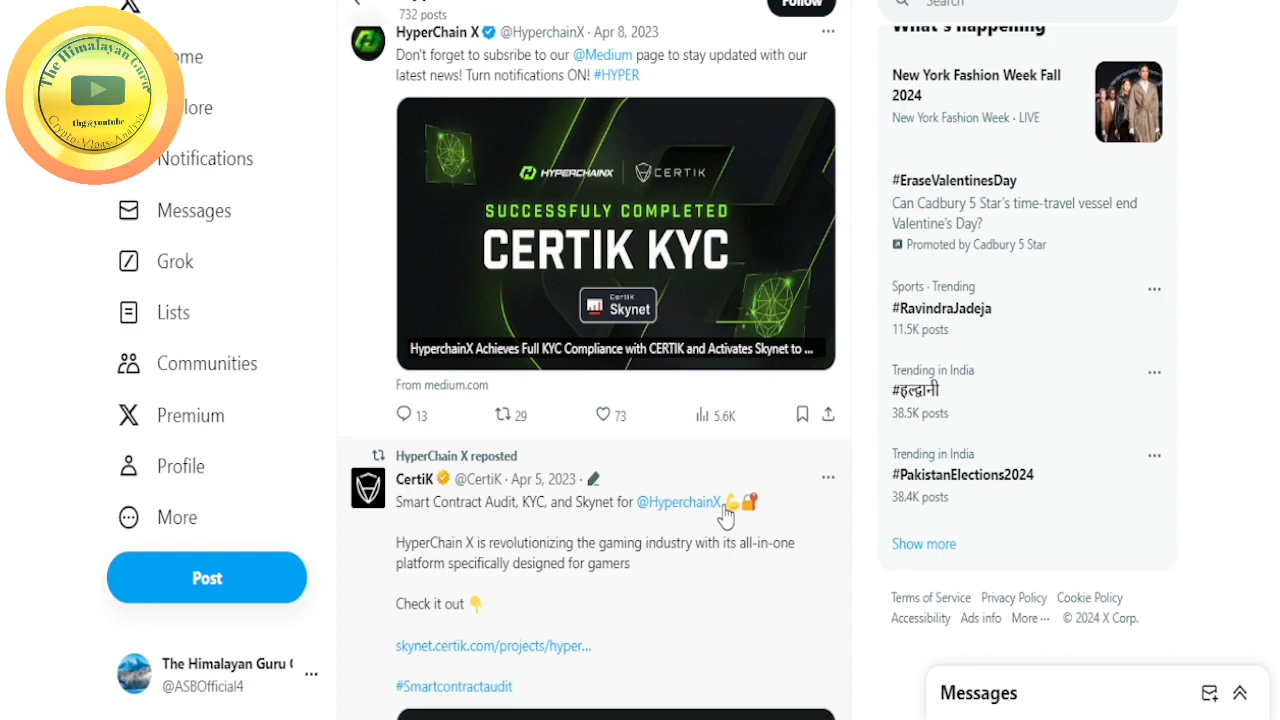 The Himalayan Guru
thg@youtube
Crypto-Vlogs-Analysis
Notifications
Messages
Grok
Lists
Communities
Premium
Profile
More
Post
The Himalayan Guru
@ASBOfficial4
732 posts
Follow
HyperChain X @HyperchainX · Apr 8, 2023
Don't forget to subsribe to our @Medium page to stay updated with our
latest news! Turn notifications ON! #HYPER
HYPERCHAINX CERTIK
SUCCESSFULY COMPLETED
CERTIK KYC
Certik
Skynet
HyperchainX Achieves Full KYC Compliance with CERTIK and Activates Skynet to ...
From medium.com
13 29 73 5.6K
HyperChain X reposted
CertiK @CertiK · Apr 5, 2023 ·
Smart Contract Audit, KYC, and Skynet for @HyperchainX💪🔐
HyperChain X is revolutionizing the gaming industry with its all-in-one
platform specifically designed for gamers
Check it out 👇
skynet.certik.com/projects/hyper...
#Smartcontractaudit
Search
What's happening
New York Fashion Week Fall
2024
New York Fashion Week · LIVE
#EraseValentinesDay
Can Cadbury 5 Star's time-travel vessel end
Valentine's Day?
Promoted by Cadbury 5 Star
Sports · Trending
#RavindraJadeja
11.5K posts
Trending in India
#हल्द्वानी
38.5K posts
Trending in India
#PakistanElections2024
38.4K posts
Show more
Terms of Service Privacy Policy Cookie Policy
Accessibility Ads info More ··· © 2024 X Corp.
Messages